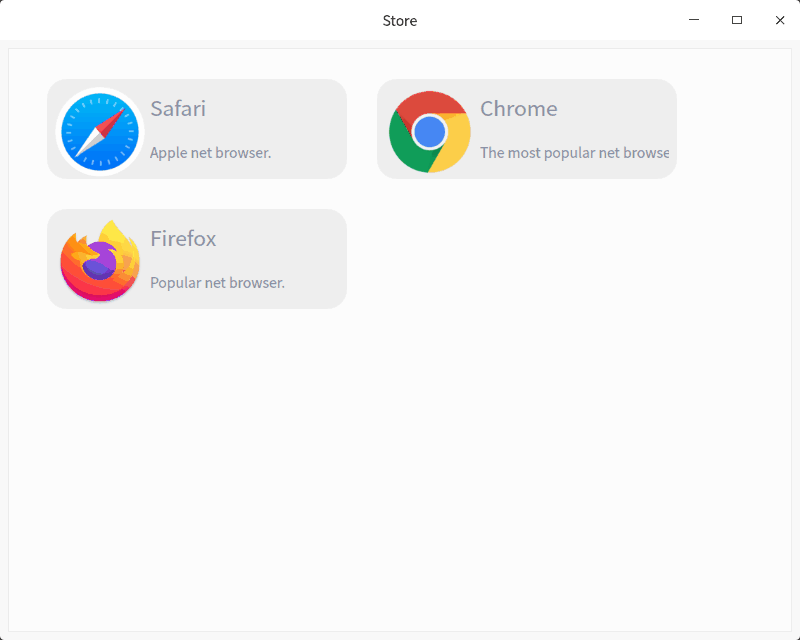 Store
Safari
Apple net browser.
Chrome
The most popular net browse
Firefox
Popular net browser.